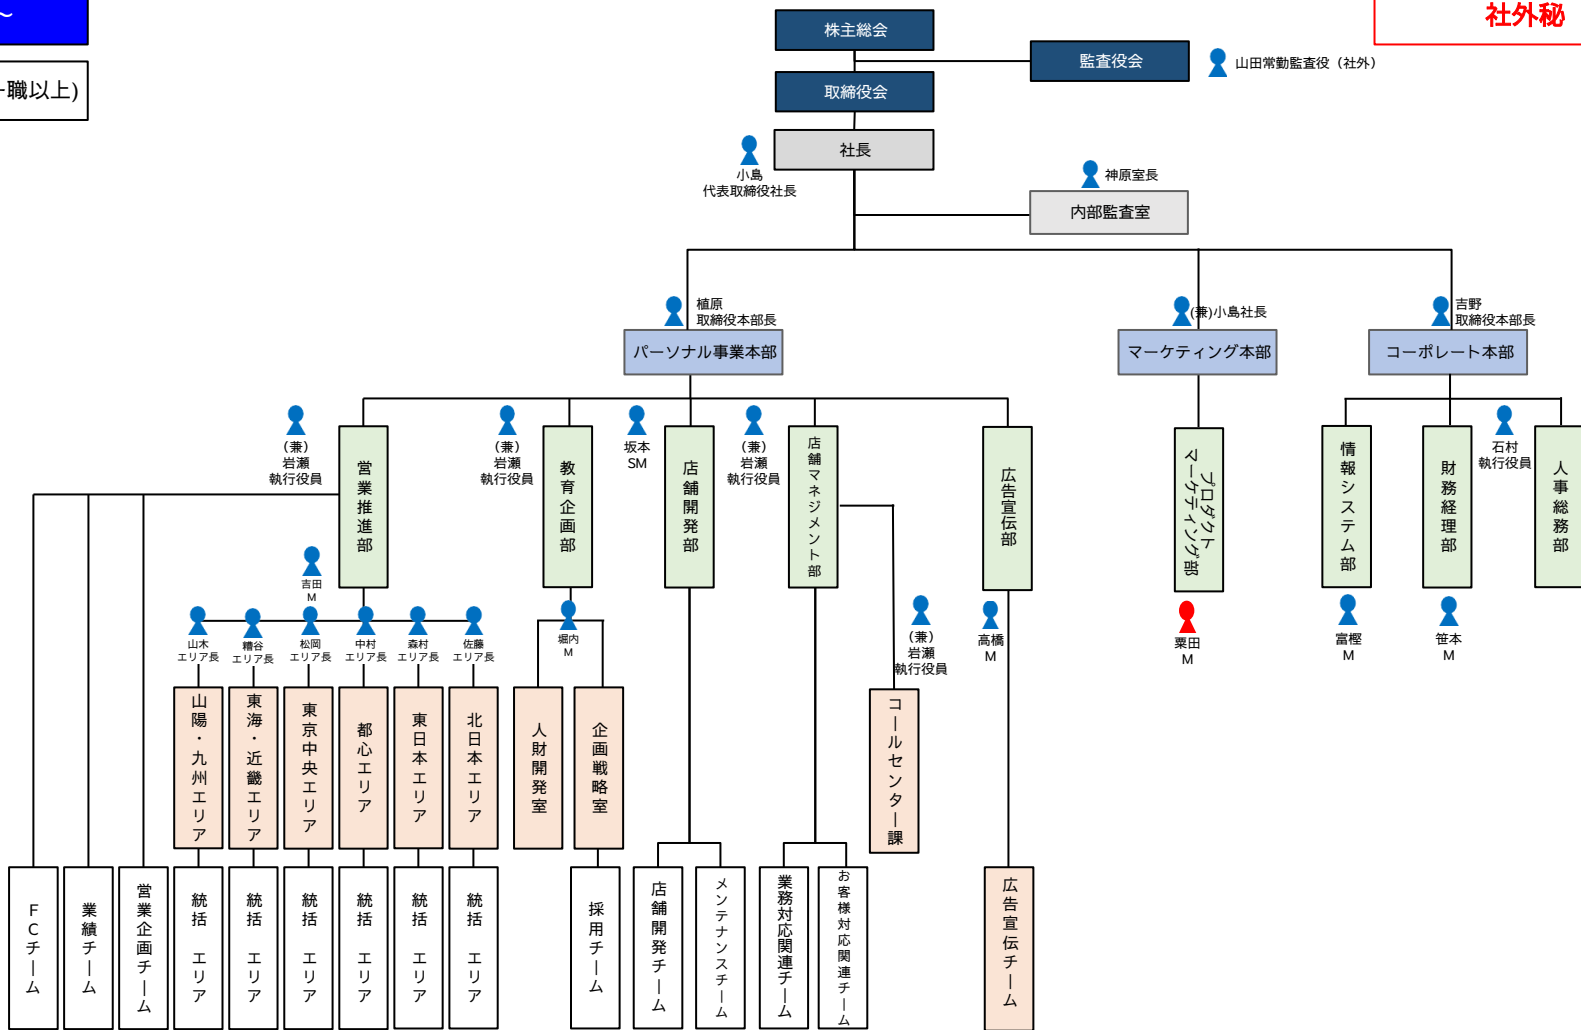 ～
社外秘
ー職以上)
株主総会
監査役会
山田常勤監査役（社外）
取締役会
社長
小島
代表取締役社長
神原室長
内部監査室
植原
取締役本部長
(兼)小島社長
吉野
取締役本部長
パーソナル事業本部
マーケティング本部
コーポレート本部
(兼)
岩瀬
執行役員
営業推進部
(兼)
岩瀬
執行役員
教育企画部
坂本
SM
店舗開発部
(兼)
岩瀬
執行役員
店舗マネジメント部
広告宣伝部
プロダクト
マーケティング部
情報システム部
財務経理部
石村
執行役員
人事総務部
吉田
M
山木
エリア長
糟谷
エリア長
松岡
エリア長
中村
エリア長
森村
エリア長
佐藤
エリア長
堀内
M
(兼)
岩瀬
執行役員
高橋
M
栗田
M
富樫
M
笹本
M
山陽・九州エリア
東海・近畿エリア
東京中央エリア
都心エリア
東日本エリア
北日本エリア
人財開発室
企画戦略室
コールセンター課
FCチーム
業績チーム
営業企画チーム
統括　エリア
統括　エリア
統括　エリア
統括　エリア
統括　エリア
統括　エリア
採用チーム
店舗開発チーム
メンテナンスチーム
業務対応関連チーム
お客様対応関連チーム
広告宣伝チーム